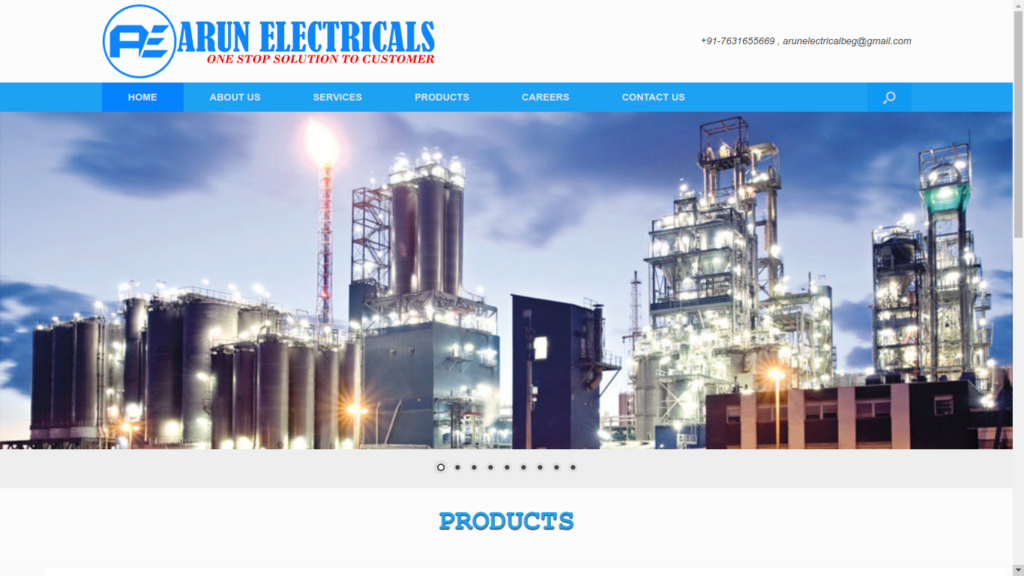 AE ARUN ELECTRICALS
ONE STOP SOLUTION TO CUSTOMER
+91-7631655669 , arunelectricalbeg@gmail.com
HOME ABOUT US SERVICES PRODUCTS CAREERS CONTACT US
PRODUCTS